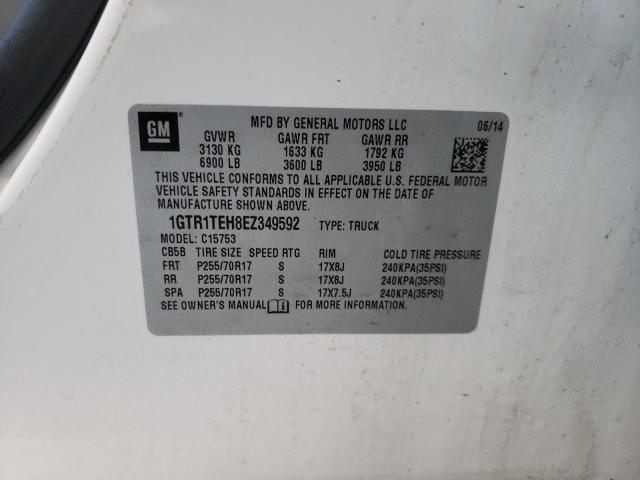 GM
MFD BY GENERAL MOTORS LLC 06/14
GVWR GAWR FRT GAWR RR
3130 KG 1633 KG 1792 KG
6900 LB 3600 LB 3950 LB
THIS VEHICLE CONFORMS TO ALL APPLICABLE U.S. FEDERAL MOTOR
VEHICLE SAFETY STANDARDS IN EFFECT ON THE DATE OF
MANUFACTURE SHOWN ABOVE.
1GTR1TEH8EZ349592 TYPE: TRUCK
MODEL: C15753
CB5B TIRE SIZE SPEED RTG RIM COLD TIRE PRESSURE
FRT P255/70R17 S 17X8J 240KPA(35PSI)
RR P255/70R17 S 17X8J 240KPA(35PSI)
SPA P255/70R17 S 17X7.5J 240KPA(35PSI)
SEE OWNER'S MANUAL i FOR MORE INFORMATION.